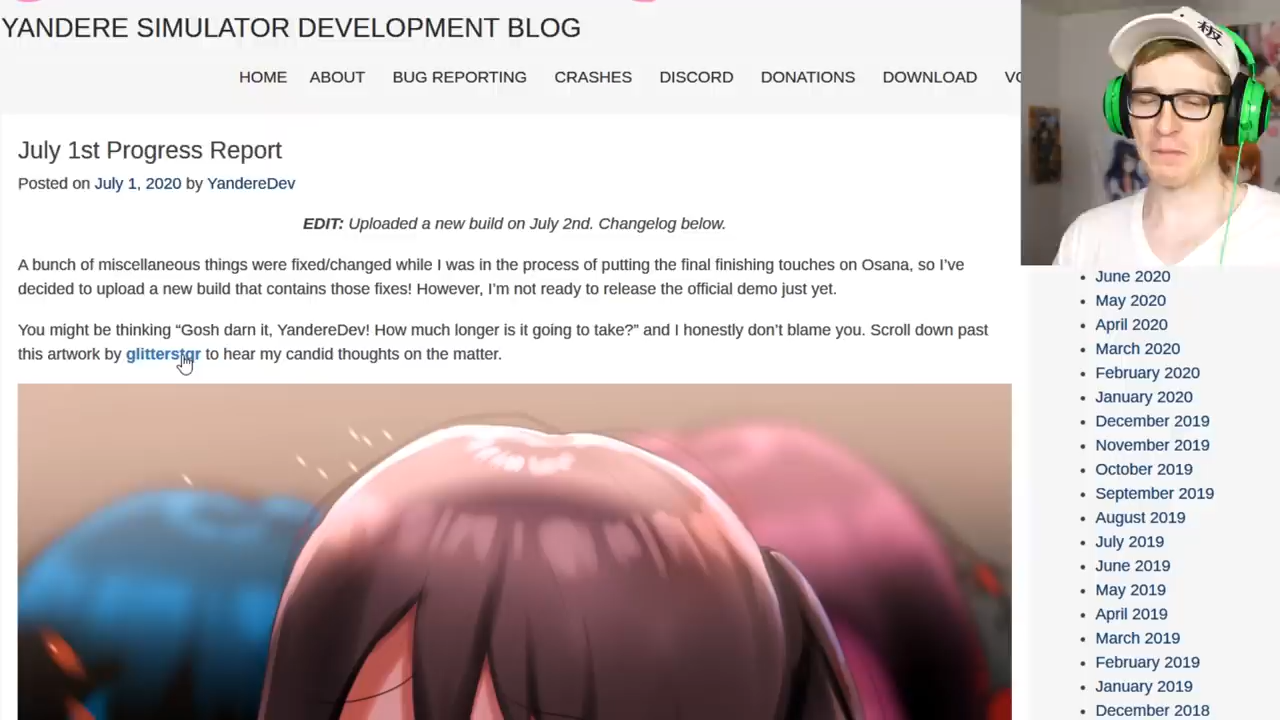 YANDERE SIMULATOR DEVELOPMENT BLOG
HOME ABOUT BUG REPORTING CRASHES DISCORD DONATIONS DOWNLOAD
July 1st Progress Report
Posted on July 1, 2020 by YandereDev
EDIT: Uploaded a new build on July 2nd. Changelog below.
A bunch of miscellaneous things were fixed/changed while I was in the process of putting the final finishing touches on Osana, so I’ve
decided to upload a new build that contains those fixes! However, I’m not ready to release the official demo just yet.
You might be thinking “Gosh darn it, YandereDev! How much longer is it going to take?” and I honestly don’t blame you. Scroll down past
this artwork by glitterstar to hear my candid thoughts on the matter.
June 2020
May 2020
April 2020
March 2020
February 2020
January 2020
December 2019
November 2019
October 2019
September 2019
August 2019
July 2019
June 2019
May 2019
April 2019
March 2019
February 2019
January 2019
December 2018